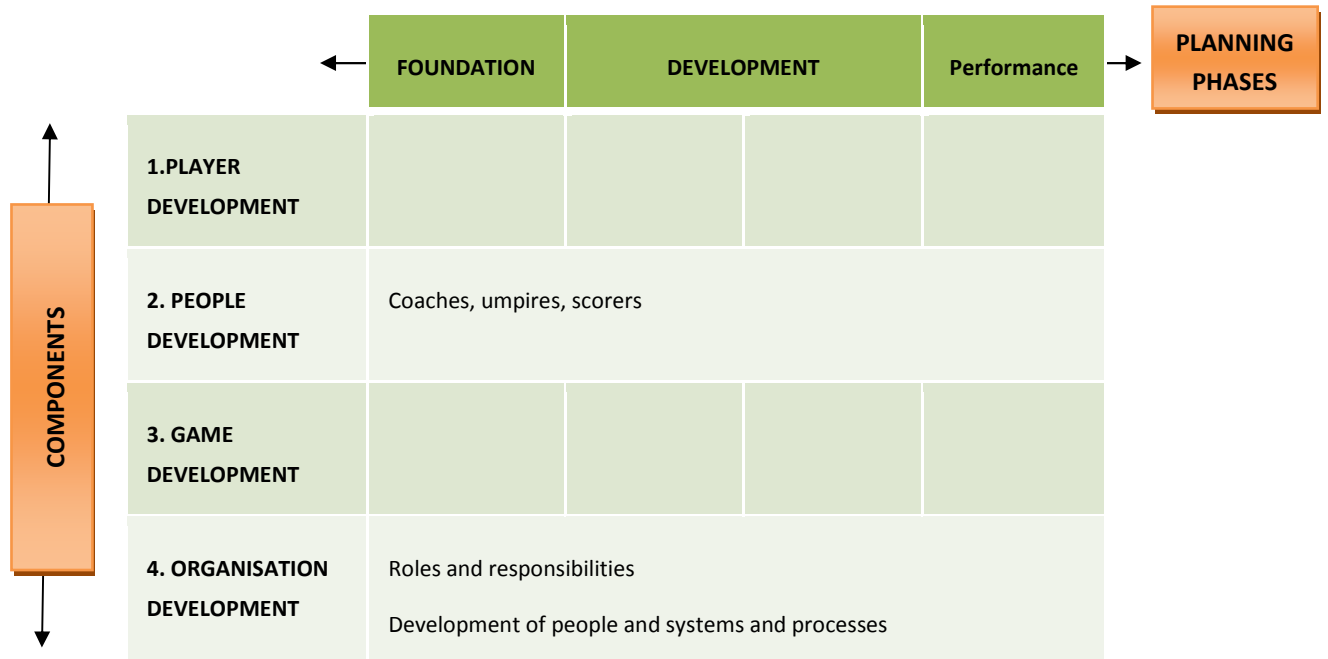 FOUNDATION
DEVELOPMENT
Performance
PLANNING
PHASES
COMPONENTS
1.PLAYER
DEVELOPMENT
2. PEOPLE
DEVELOPMENT
Coaches, umpires, scorers
3. GAME
DEVELOPMENT
4. ORGANISATION
DEVELOPMENT
Roles and responsibilities
Development of people and systems and processes